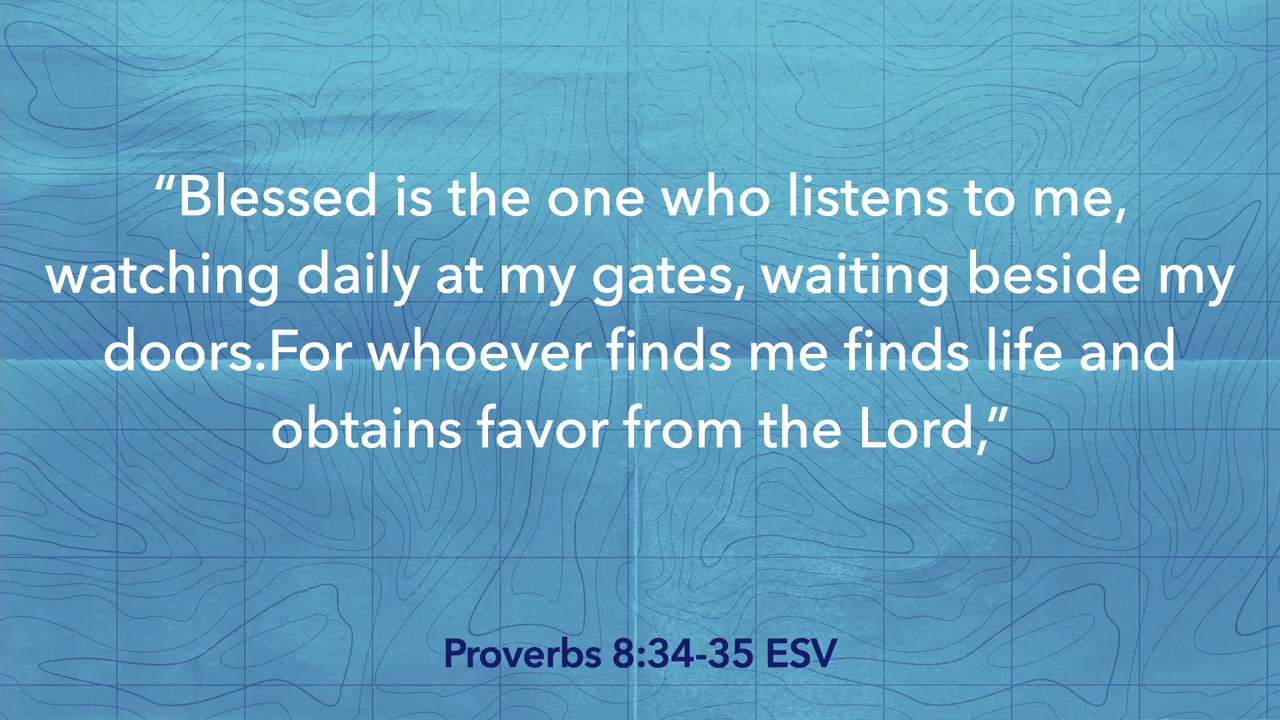 “Blessed is the one who listens to me,
watching daily at my gates, waiting beside my
doors.For whoever finds me finds life and
obtains favor from the Lord,”
Proverbs 8:34-35 ESV